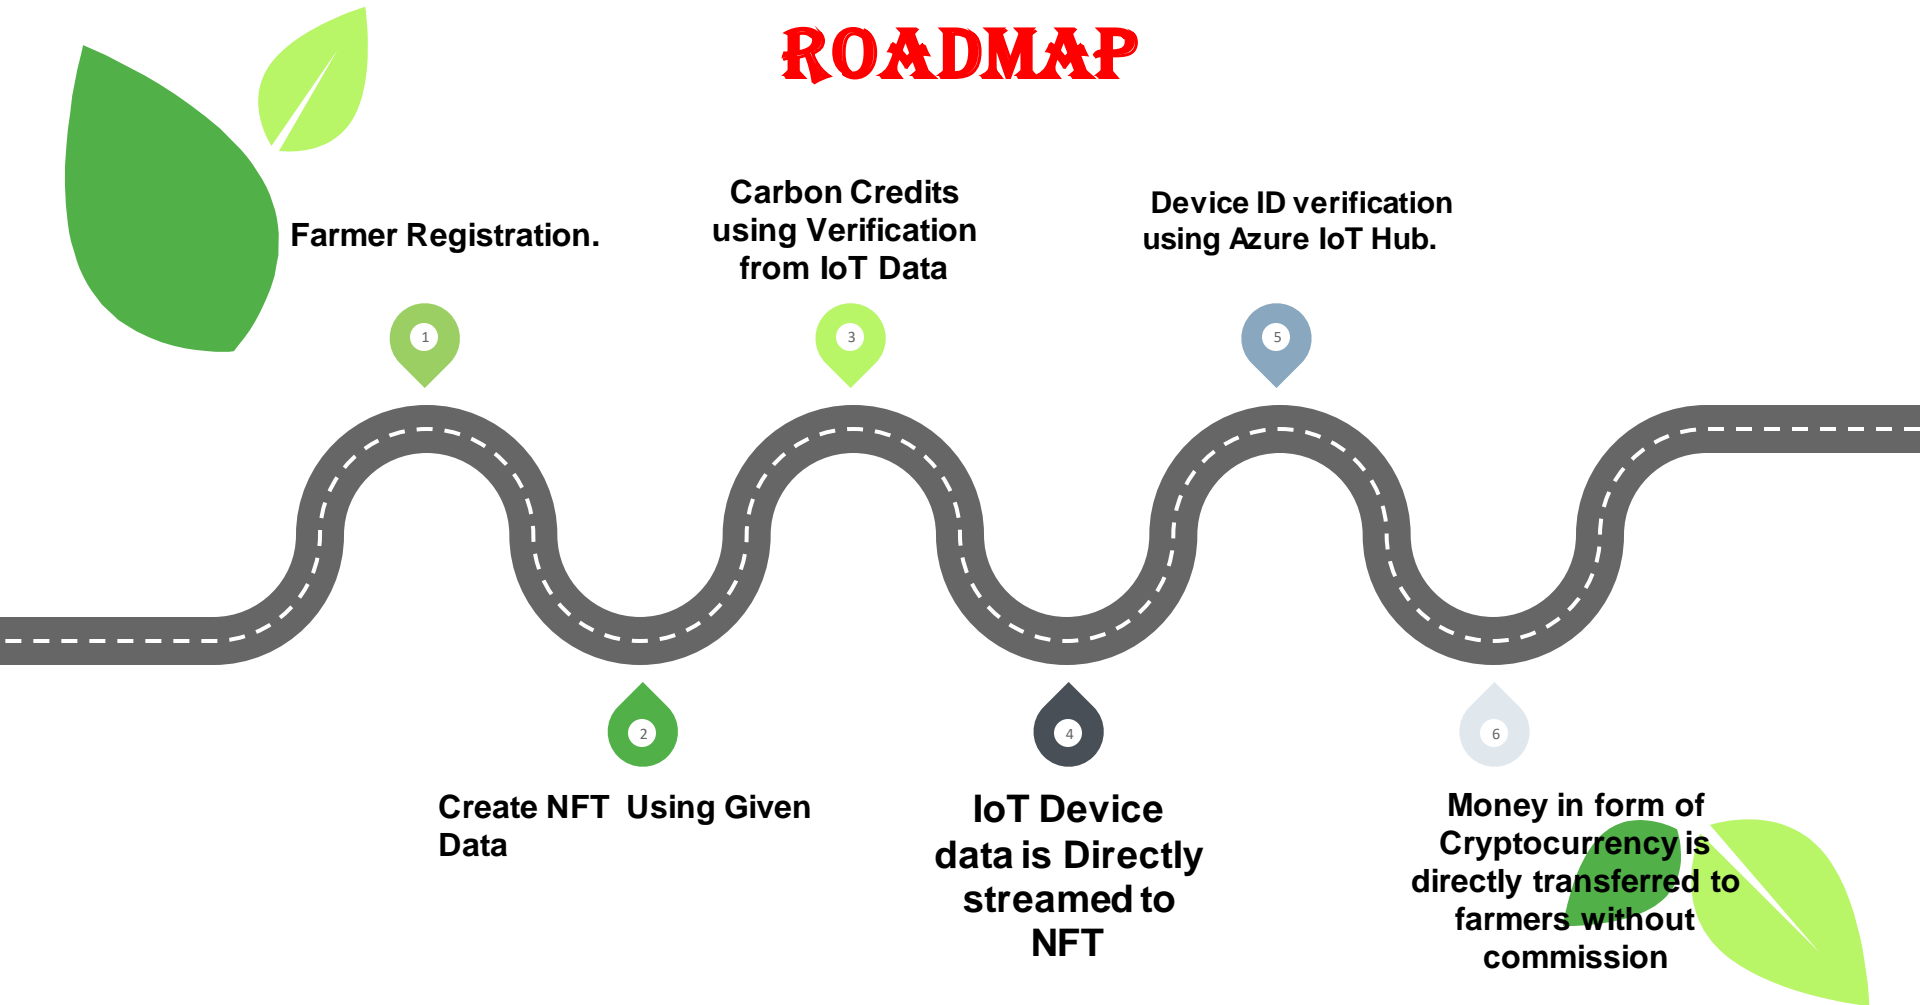 ROADMAP
Farmer Registration.
1
Create NFT Using Given
Data
2
Carbon Credits
using Verification
from IoT Data
3
IoT Device
data is Directly
streamed to
NFT
4
Device ID verification
using Azure IoT Hub.
5
Money in form of
Cryptocurrency is
directly transferred to
farmers without
commission
6